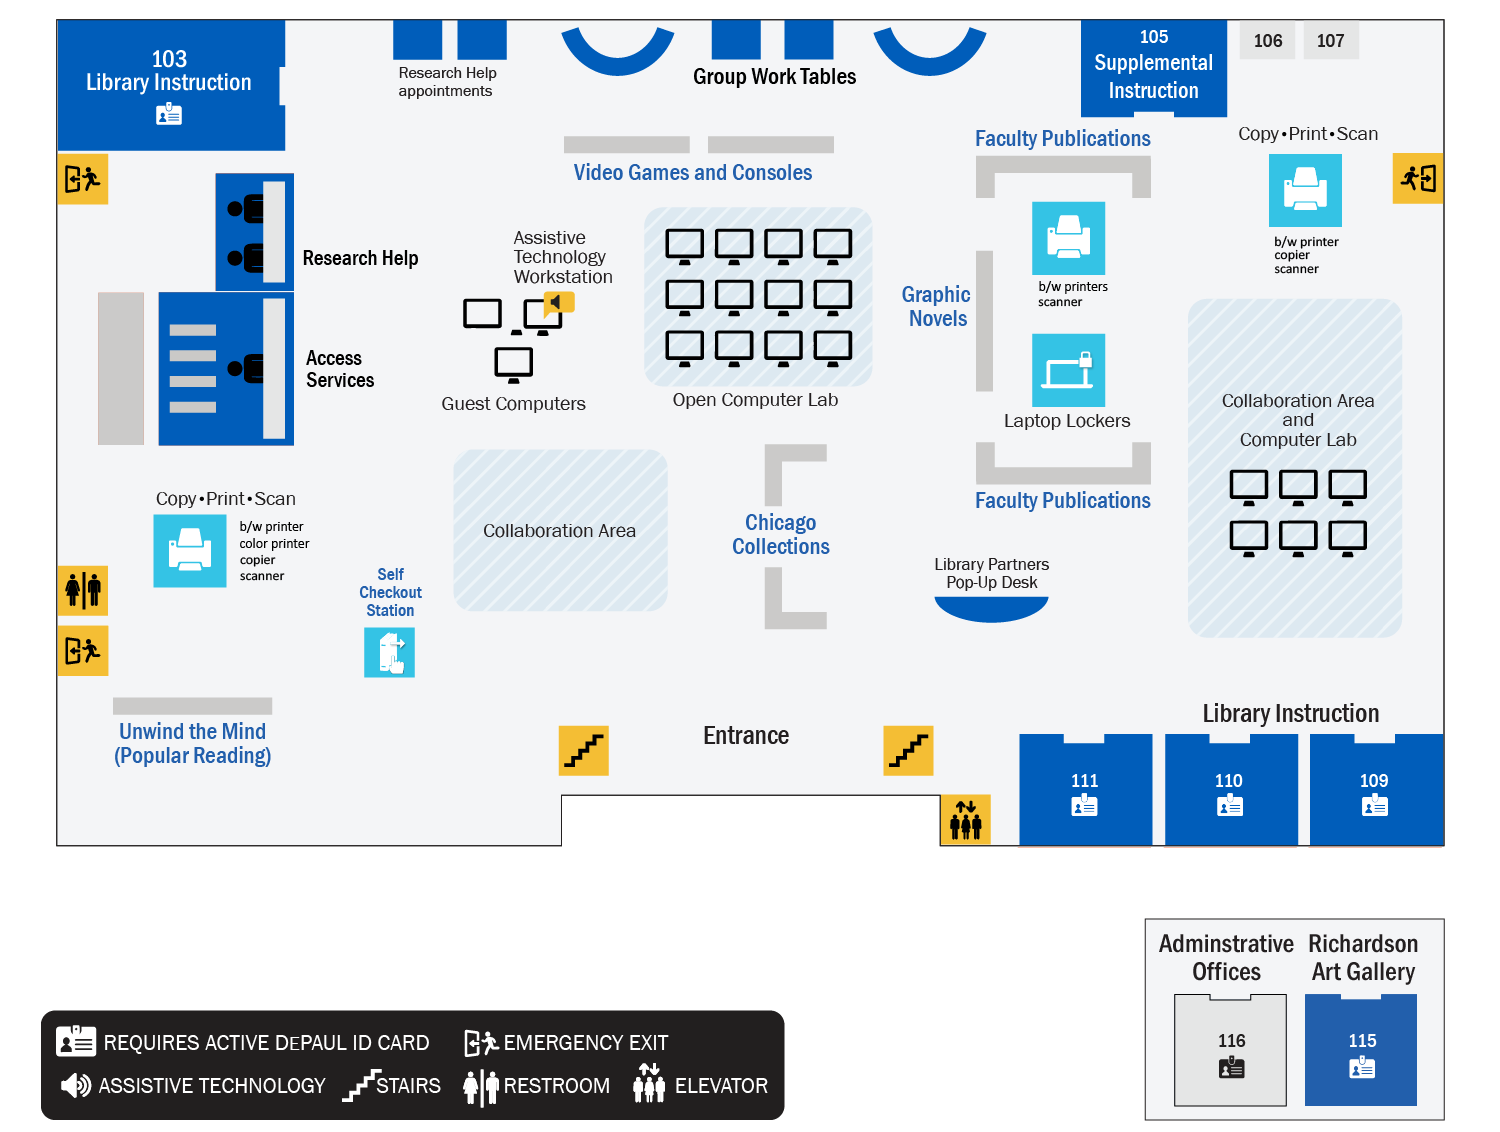 103
Library Instruction
Research Help
appointments
Group Work Tables
105
Supplemental
Instruction
106
107
Copy•Print•Scan
b/w printer
copier
scanner
Faculty Publications
Video Games and Consoles
Research Help
Assistive
Technology
Workstation
Graphic
Novels
b/w printers
scanner
Access
Services
Guest Computers
Open Computer Lab
Laptop Lockers
Collaboration Area
and
Computer Lab
Copy•Print•Scan
b/w printer
color printer
copier
scanner
Collaboration Area
Chicago
Collections
Faculty Publications
Self
Checkout
Station
Library Partners
Pop-Up Desk
Unwind the Mind
(Popular Reading)
Entrance
Library Instruction
111
110
109
Adminstrative
Offices
Richardson
Art Gallery
116
115
REQUIRES ACTIVE DePAUL ID CARD
EMERGENCY EXIT
ASSISTIVE TECHNOLOGY
STAIRS
RESTROOM
ELEVATOR